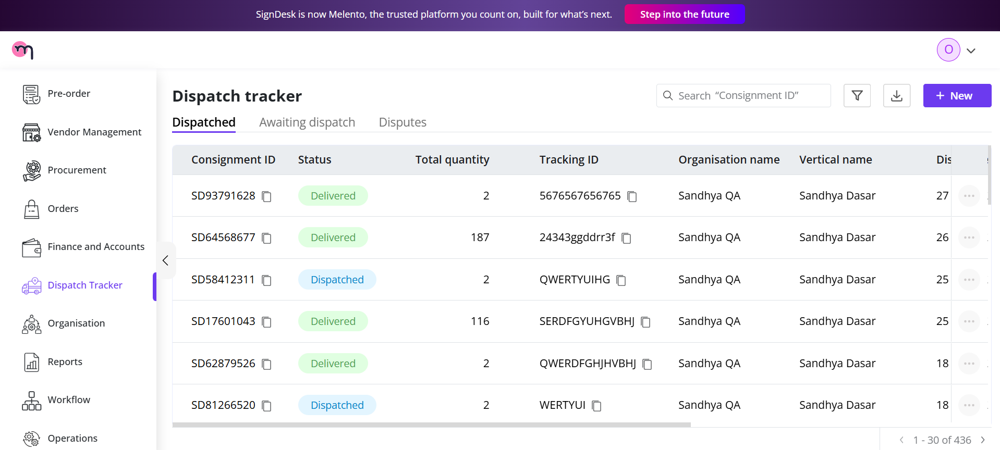 SignDesk is now Melento, the trusted platform you count on, built for what’s next. Step into the future
O
Pre-order
Vendor Management
Procurement
Orders
Finance and Accounts
Dispatch Tracker
Organisation
Reports
Workflow
Operations
Dispatch tracker
Search “Consignment ID”
+ New
Dispatched Awaiting dispatch Disputes
Consignment ID Status Total quantity Tracking ID Organisation name Vertical name
SD93791628 Delivered 2 5676567656765 Sandhya QA Sandhya Dasar 27
SD64568677 Delivered 187 24343ggddrr3f Sandhya QA Sandhya Dasar 26
SD58412311 Dispatched 2 QWERTYUIHG Sandhya QA Sandhya Dasar 25
SD17601043 Delivered 116 SERDFGYUHGVBHJ Sandhya QA Sandhya Dasar 25
SD62879526 Delivered 2 QWERDFGHJHVBHJ Sandhya QA Sandhya Dasar 18
SD81266520 Dispatched 2 WERTYUI Sandhya QA Sandhya Dasar 18
1 - 30 of 436